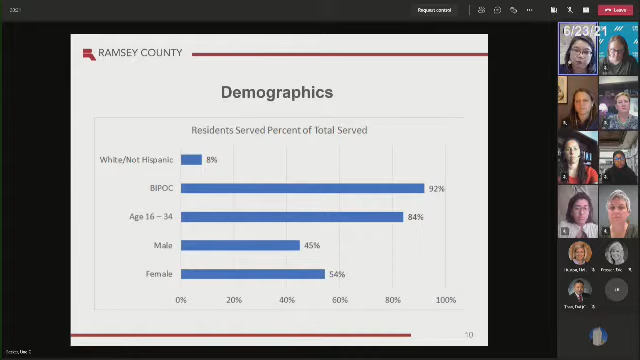 Request control
Leave
6/23/21
RAMSEY COUNTY
Demographics
Residents Served Percent of Total Served
White/Not Hispanic 8%
BIPOC 92%
Age 16 – 34 84%
Male 45%
Female 54%
0% 20% 40% 60% 80% 100%
10